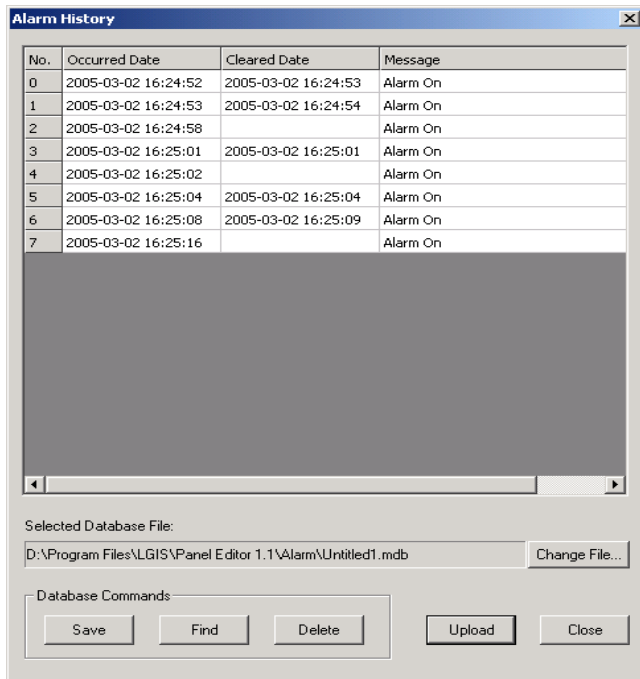 Alarm History
No. Occurred Date Cleared Date Message
0 2005-03-02 16:24:52 2005-03-02 16:24:53 Alarm On
1 2005-03-02 16:24:53 2005-03-02 16:24:54 Alarm On
2 2005-03-02 16:24:58 Alarm On
3 2005-03-02 16:25:01 2005-03-02 16:25:01 Alarm On
4 2005-03-02 16:25:02 Alarm On
5 2005-03-02 16:25:04 2005-03-02 16:25:04 Alarm On
6 2005-03-02 16:25:08 2005-03-02 16:25:09 Alarm On
7 2005-03-02 16:25:16 Alarm On
Selected Database File:
D:\Program Files\LGIS\Panel Editor 1.1\Alarm\Untitled1.mdb Change File...
Database Commands
Save Find Delete Upload Close